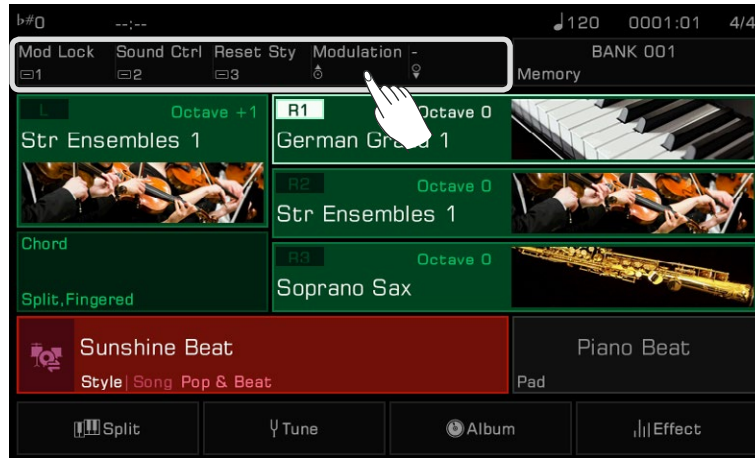 b#0 --:-- ♩120 0001:01 4/4
Mod Lock Sound Ctrl Reset Sty Modulation -
1 2 3
BANK 001
Memory
L Octave +1
Str Ensembles 1
R1 Octave 0
German Gr 1
R2 Octave 0
Str Ensembles 1
Chord
Split,Fingered
R3 Octave 0
Soprano Sax
Sunshine Beat
Style | Song Pop & Beat
Piano Beat
Pad
Split Tune Album Effect